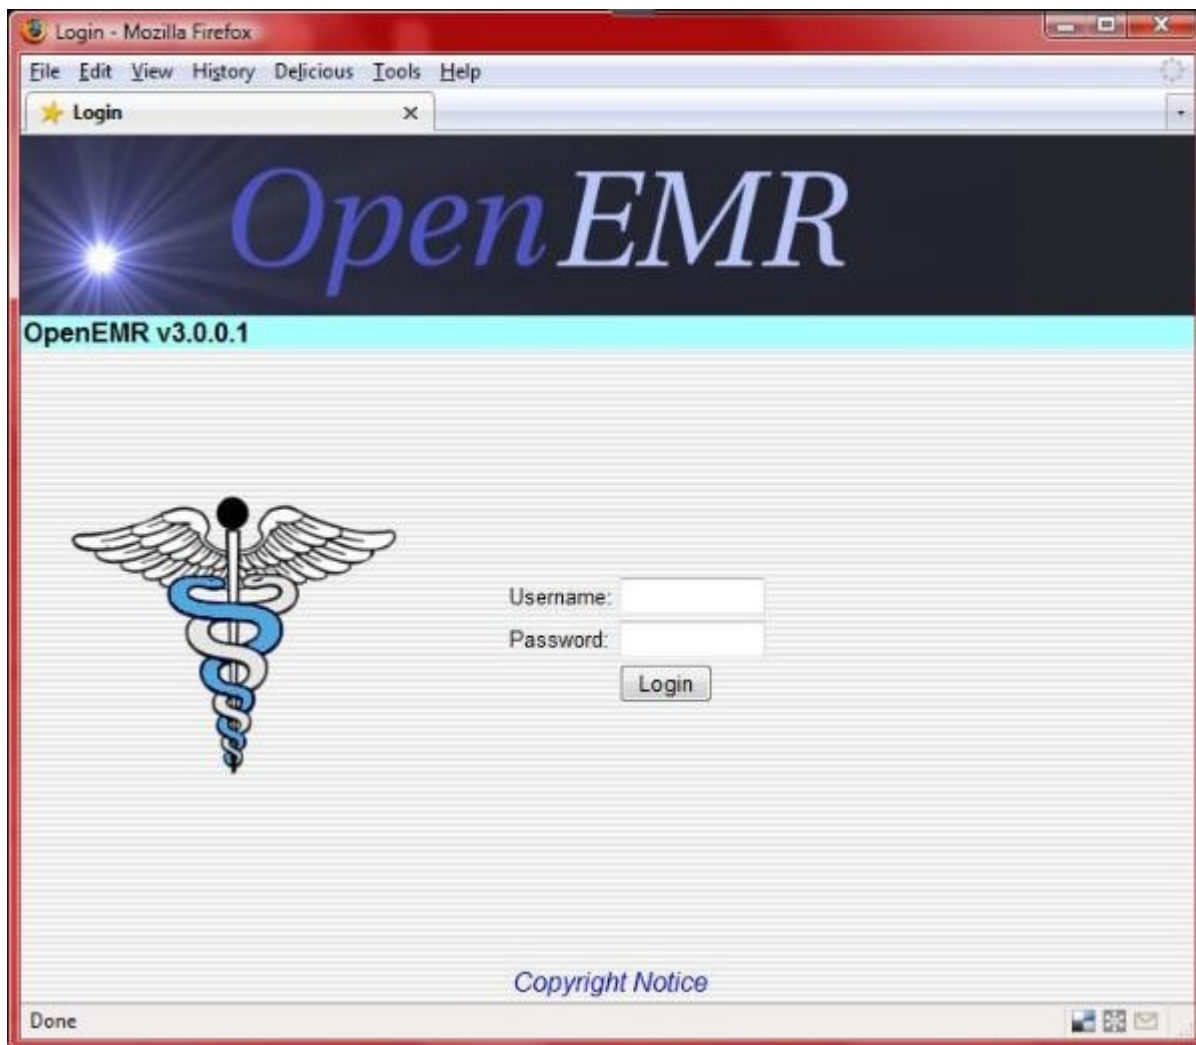 Login - Mozilla Firefox
File Edit View History Delicious Tools Help
Login
OpenEMR
OpenEMR v3.0.0.1
Username:
Password:
Login
Copyright Notice
Done